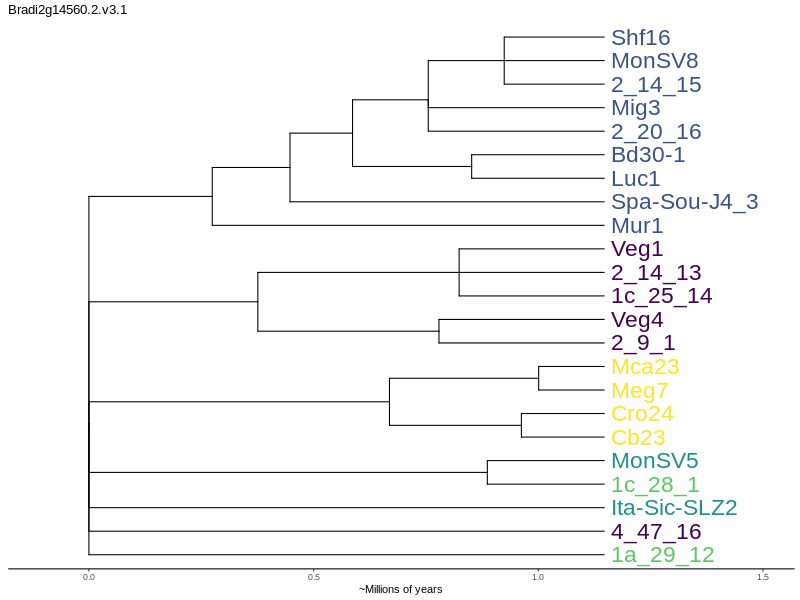 Bradi2g14560.2.v3.1
Shf16
MonSV8
2_14_15
Mig3
2_20_16
Bd30-1
Luc1
Spa-Sou-J4_3
Mur1
Veg1
2_14_13
1c_25_14
Veg4
2_9_1
Mca23
Meg7
Cro24
Cb23
MonSV5
1c_28_1
Ita-Sic-SLZ2
4_47_16
1a_29_12
0.0 0.5 1.0 1.5
~Millions of years